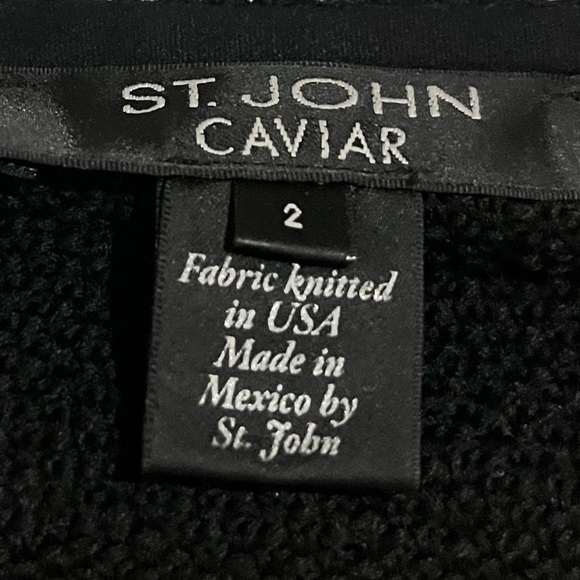 ST. JOHN
CAVIAR
2
Fabric knitted
in USA
Made in
Mexico by
St. John